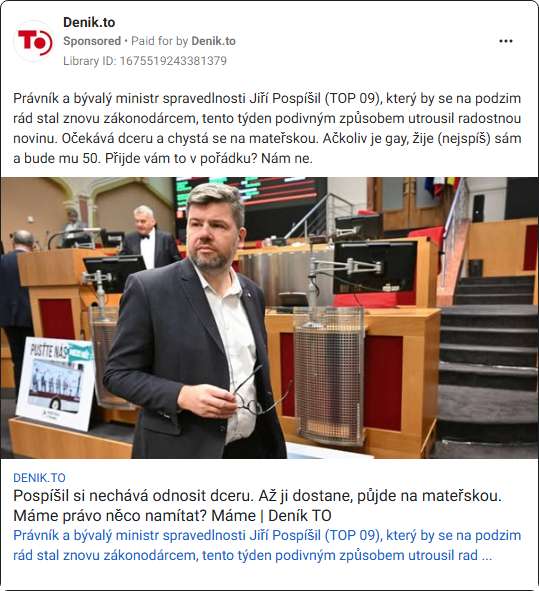 Denik.to
Sponsored • Paid for by Denik.to
Library ID: 1675519243381379
TO
Právník a bývalý ministr spravedlnosti Jiří Pospíšil (TOP 09), který by se na podzim
rád stal znovu zákonodárcem, tento týden podivným způsobem utrousil radostnou
novinu. Očekává dceru a chystá se na mateřskou. Ačkoliv je gay, žije (nejspíš) sám
a bude mu 50. Přijde vám to v pořádku? Nám ne.
PUSŤTE NÁS
DENIK.TO
Pospíšil si nechává odnosit dceru. Až ji dostane, půjde na mateřskou.
Máme právo něco namítat? Máme | Deník TO
Právník a bývalý ministr spravedlnosti Jiří Pospíšil (TOP 09), který by se na podzim
rád stal znovu zákonodárcem, tento týden podivným způsobem utrousil rad ...